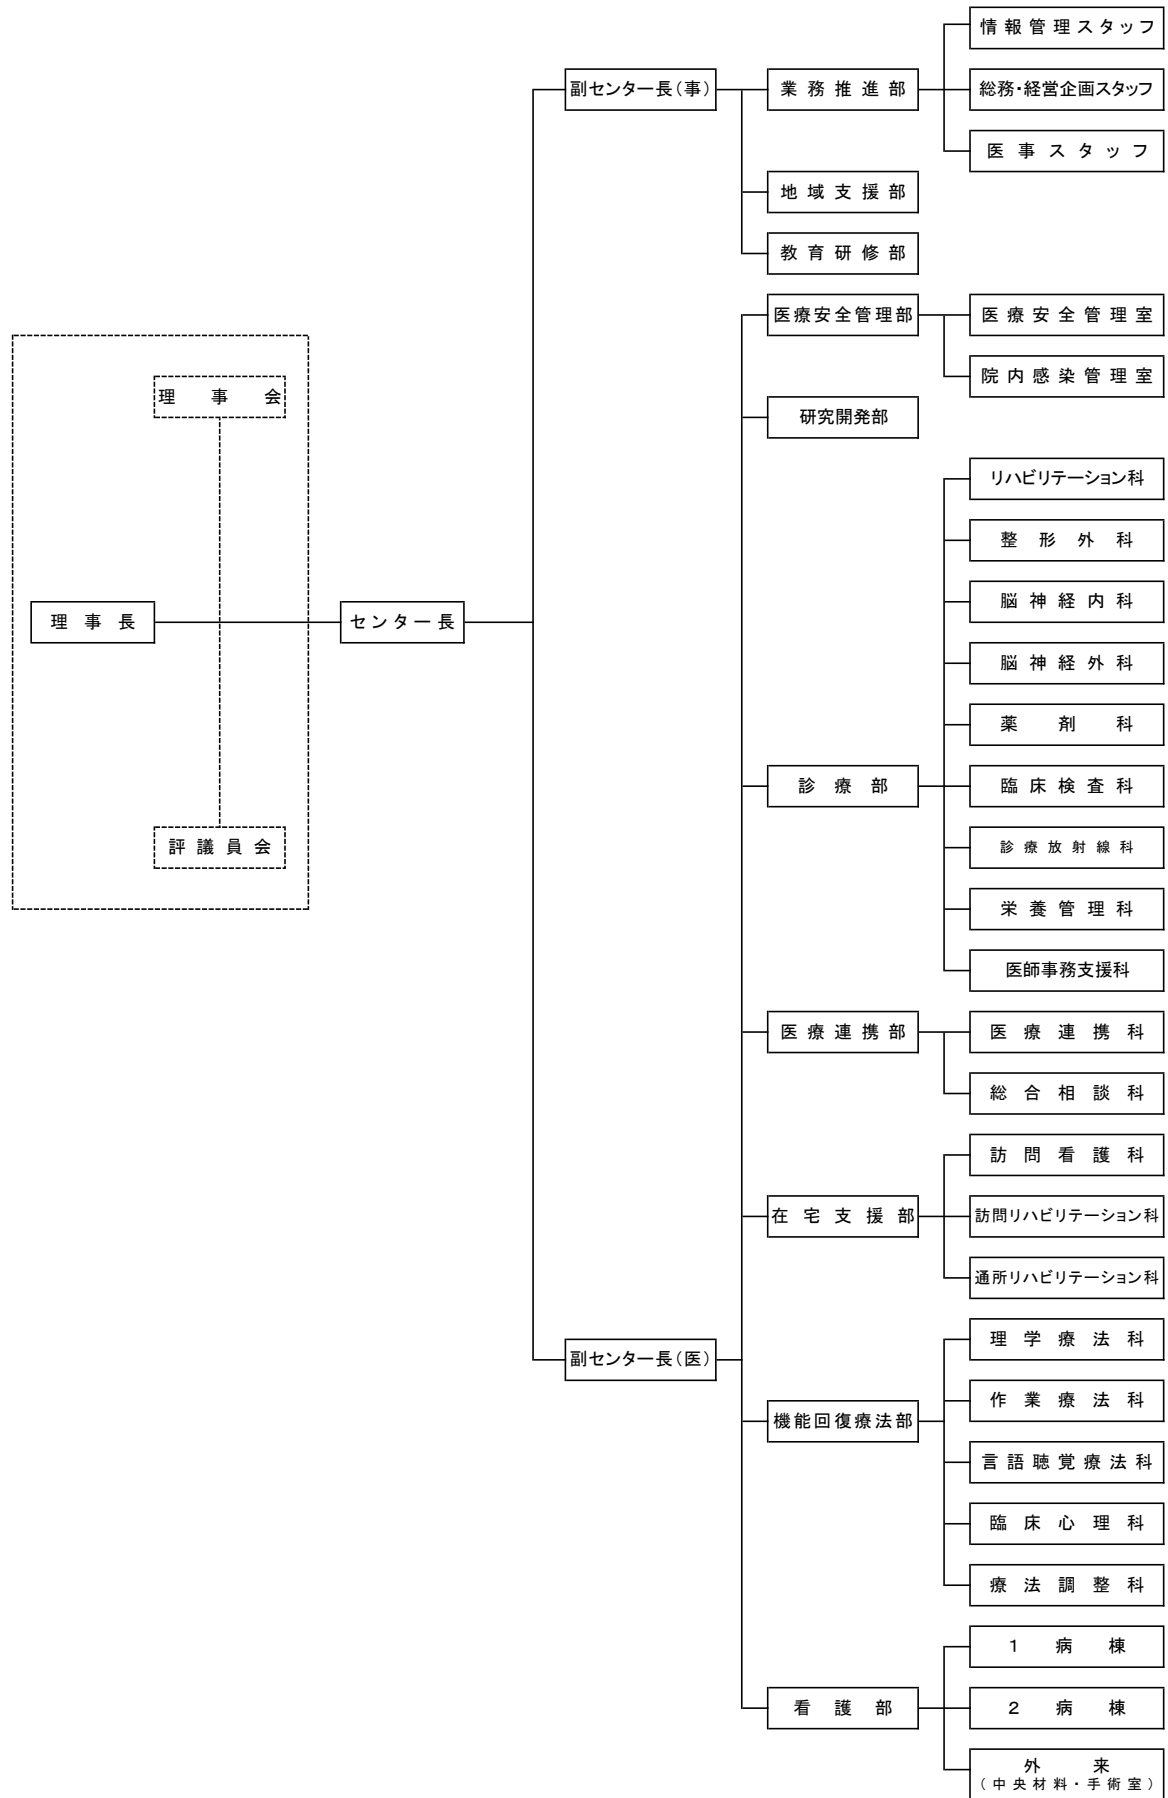 情報管理スタッフ
副センター長(事)
業務推進部
総務・経営企画スタッフ
医事スタッフ
地域支援部
教育研修部
医療安全管理部
医療安全管理室
院内感染管理室
理事会
研究開発部
リハビリテーション科
整形外科
脳神経内科
理事長
センター長
脳神経外科
薬剤科
診療部
臨床検査科
評議員会
診療放射線科
栄養管理科
医師事務支援科
医療連携部
医療連携科
総合相談科
訪問看護科
在宅支援部
訪問リハビリテーション科
通所リハビリテーション科
理学療法科
副センター長(医)
作業療法科
機能回復療法部
言語聴覚療法科
臨床心理科
療法調整科
1病棟
看護部
2病棟
外来
(中央材料・手術室)